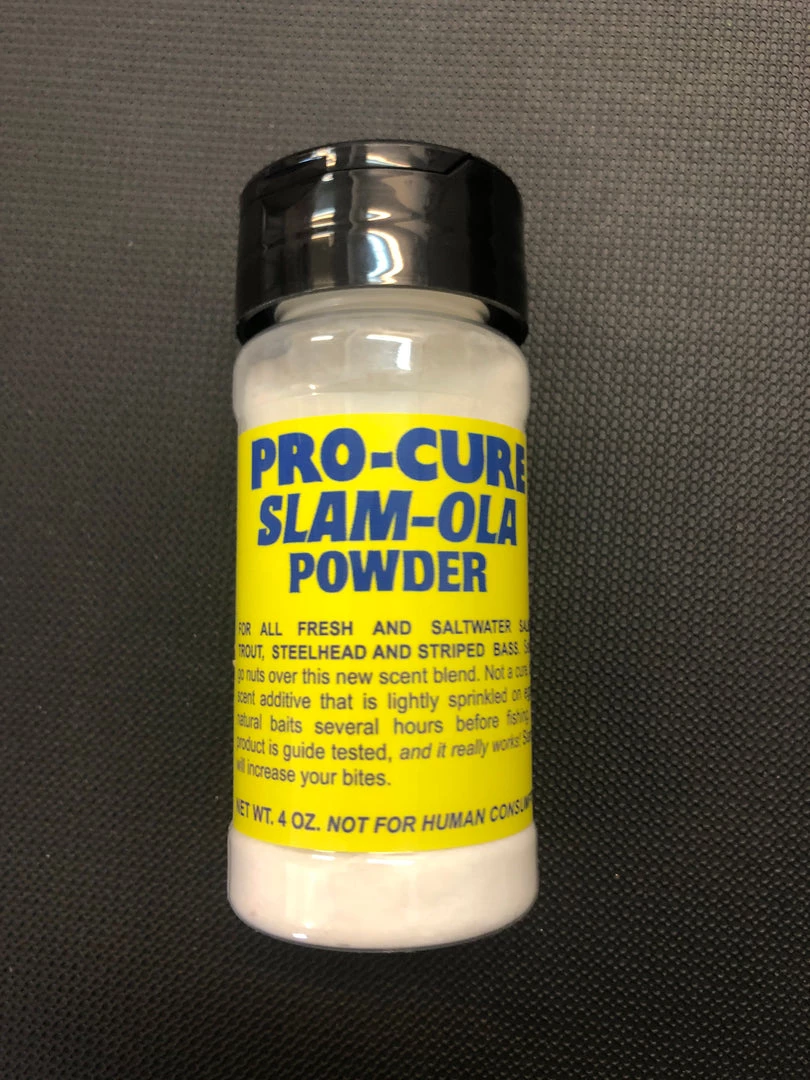 PRO-CURE
SLAM-OLA
POWDER
FOR ALL FRESH AND SALTWATER
TROUT, STEELHEAD AND STRIPED BASS.
go nuts over this new scent blend. Not a cure
scent additive that is lightly sprinkled on
natural baits several hours before fishing
product is guide tested, and it really works!
will increase your bites.
NET WT. 4 OZ. NOT FOR HUMAN